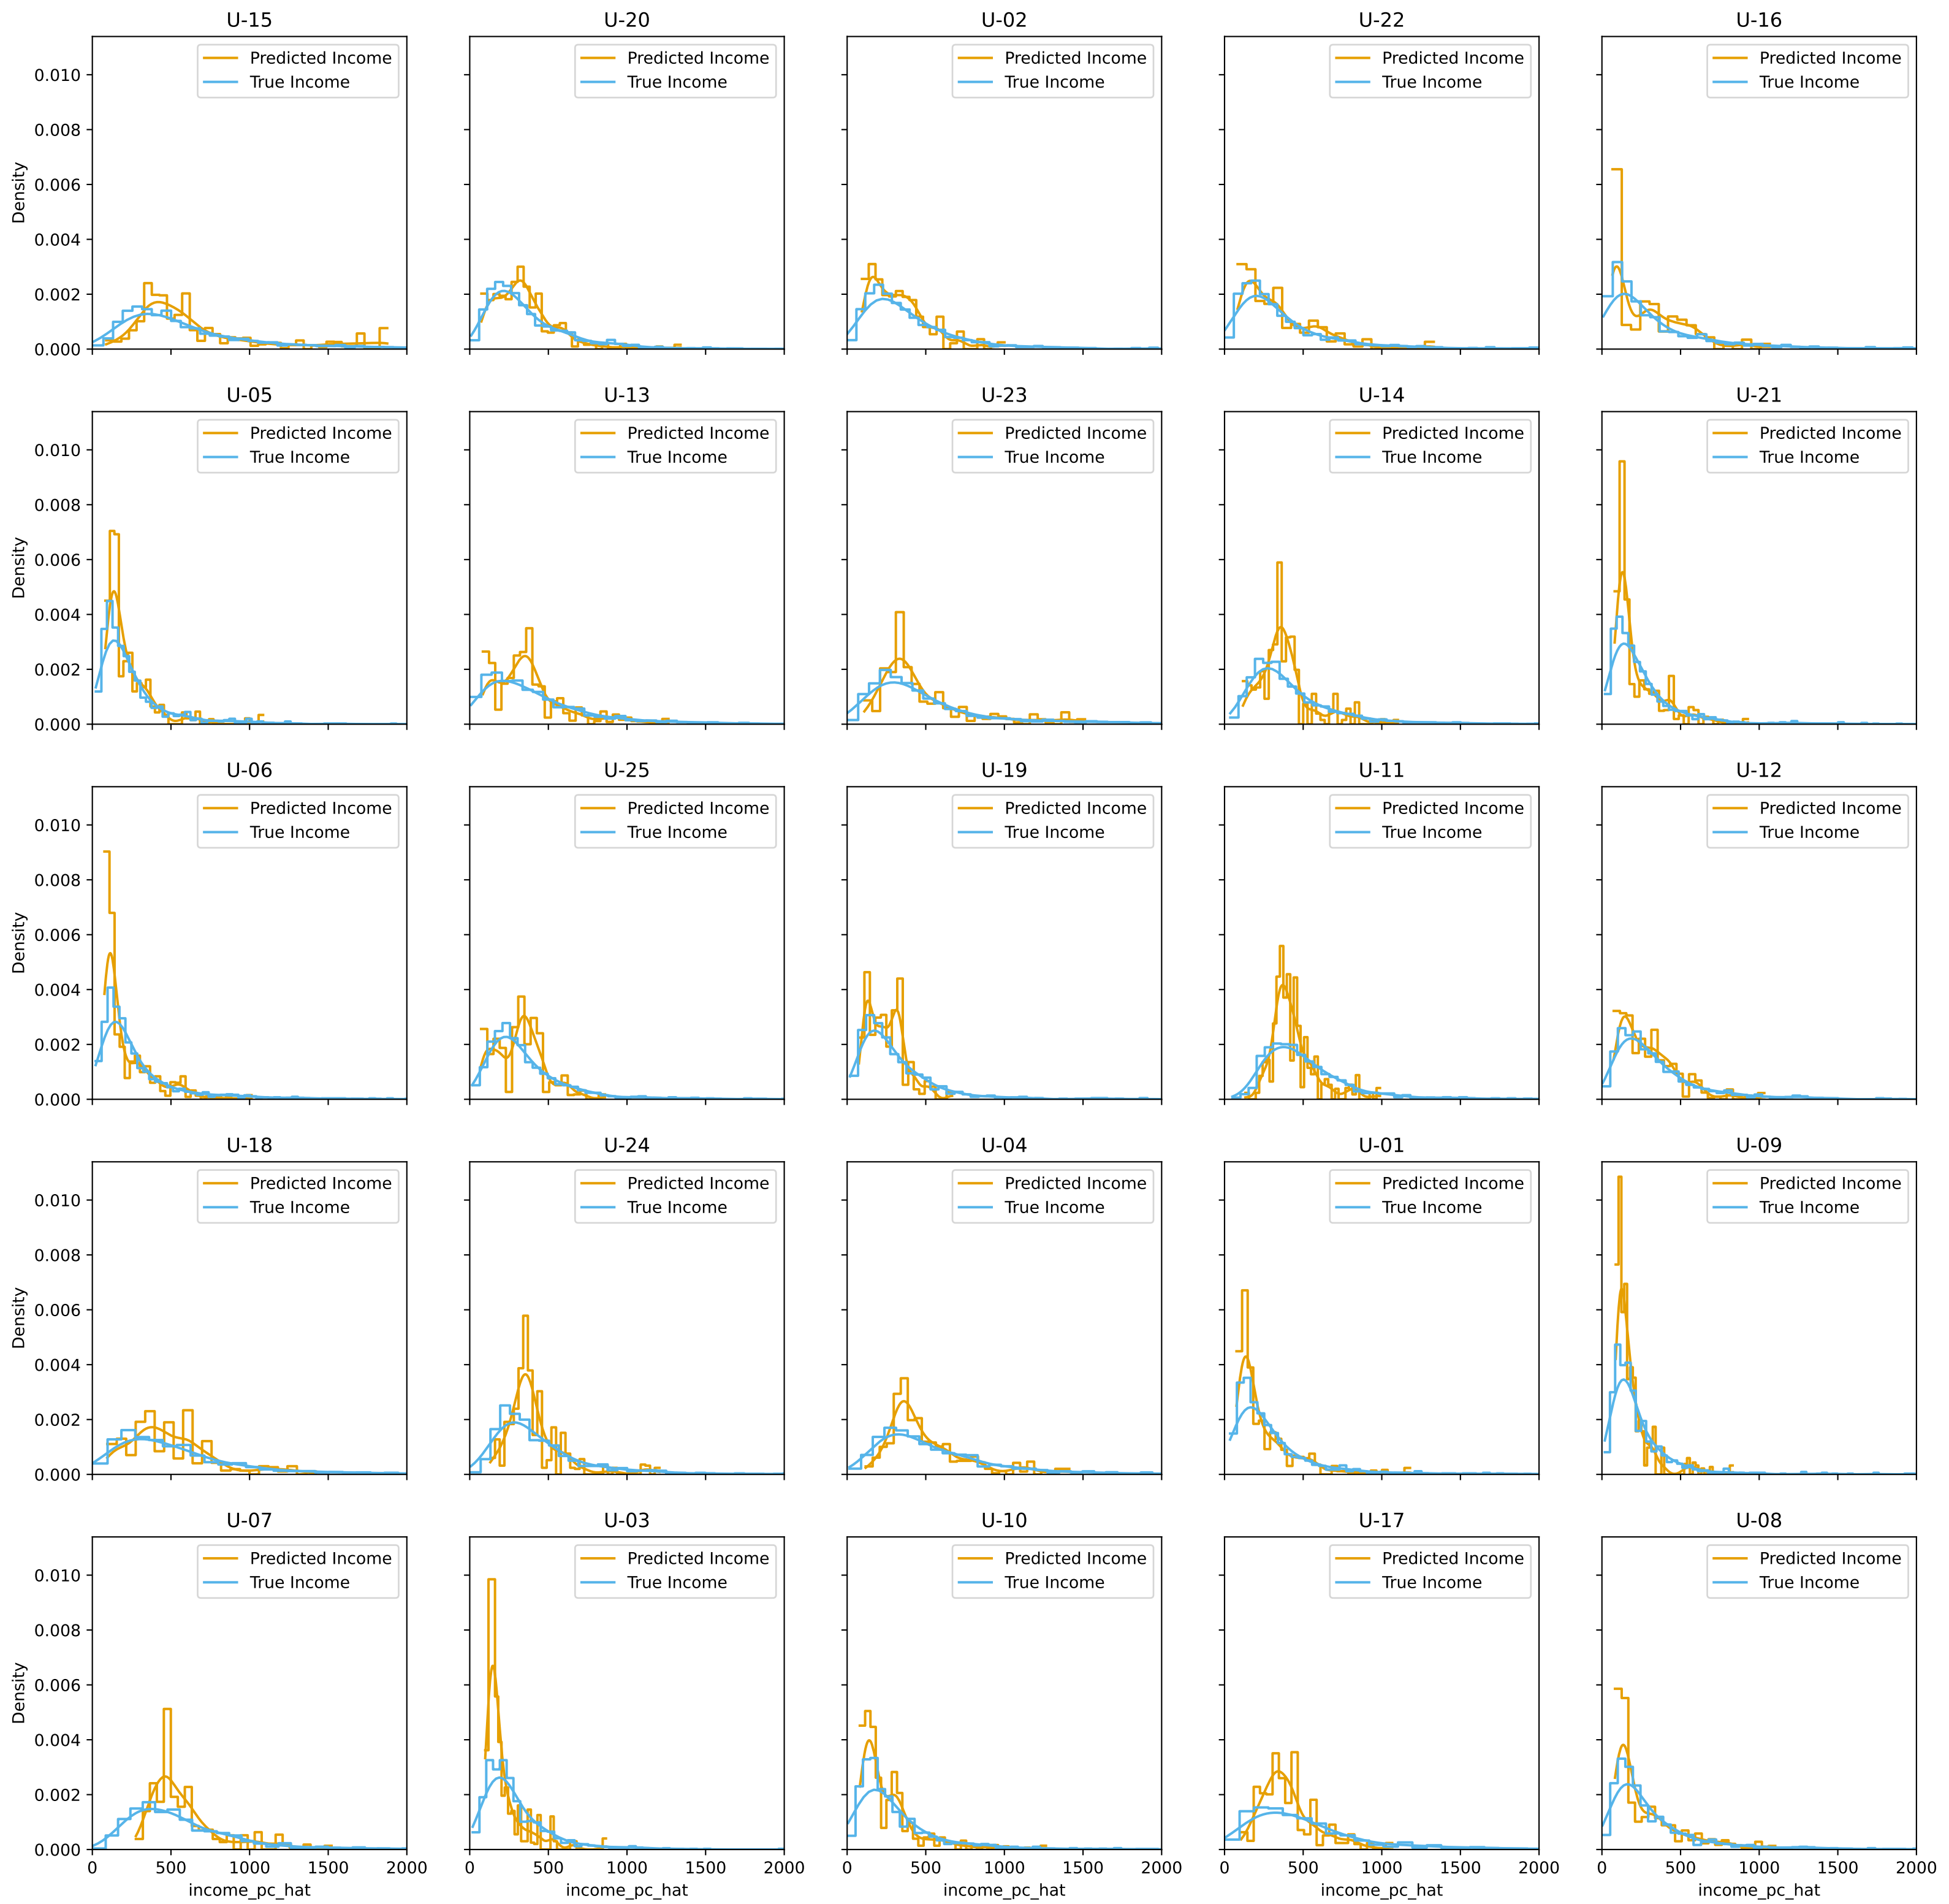 U-15 U-20 U-02 U-22 U-16
Predicted Income Predicted Income Predicted Income Predicted Income Predicted Income
0.010
True Income True Income True Income True Income True Income
0.008
0.006
Density
0.004
0.002
0.000
U-05 U-13 U-23 U-14 U-21
Predicted Income Predicted Income Predicted Income Predicted Income Predicted Income
0.010
True Income True Income True Income True Income True Income
0.008
0.006
Density
0.004
0.002
0.000
U-06 U-25 U-19 U-11 U-12
Predicted Income Predicted Income Predicted Income Predicted Income Predicted Income
0.010
True Income True Income True Income True Income True Income
0.008
0.006
Density
0.004
0.002
0.000
U-18 U-24 U-04 U-01 U-09
Predicted Income Predicted Income Predicted Income Predicted Income Predicted Income
0.010
True Income True Income True Income True Income True Income
0.008
0.006
Density
0.004
0.002
0.000
U-07 U-03 U-10 U-17 U-08
Predicted Income Predicted Income Predicted Income Predicted Income Predicted Income
0.010
True Income True Income True Income True Income True Income
0.008
0.006
Density
0.004
0.002
0.000
0 500 1000 1500 2000 0 500 1000 1500 2000 0 500 1000 1500 2000 0 500 1000 1500 2000 0 500 1000 1500 2000
income_pc_hat income_pc_hat income_pc_hat income_pc_hat income_pc_hat